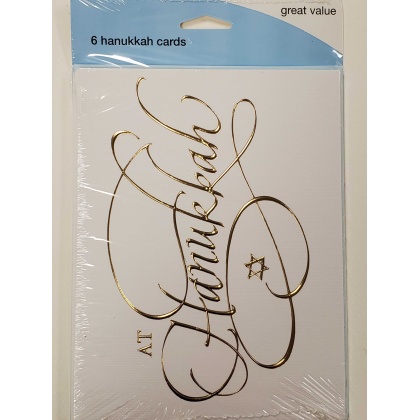 great value
6 hanukkah cards
AT
Hanukkah